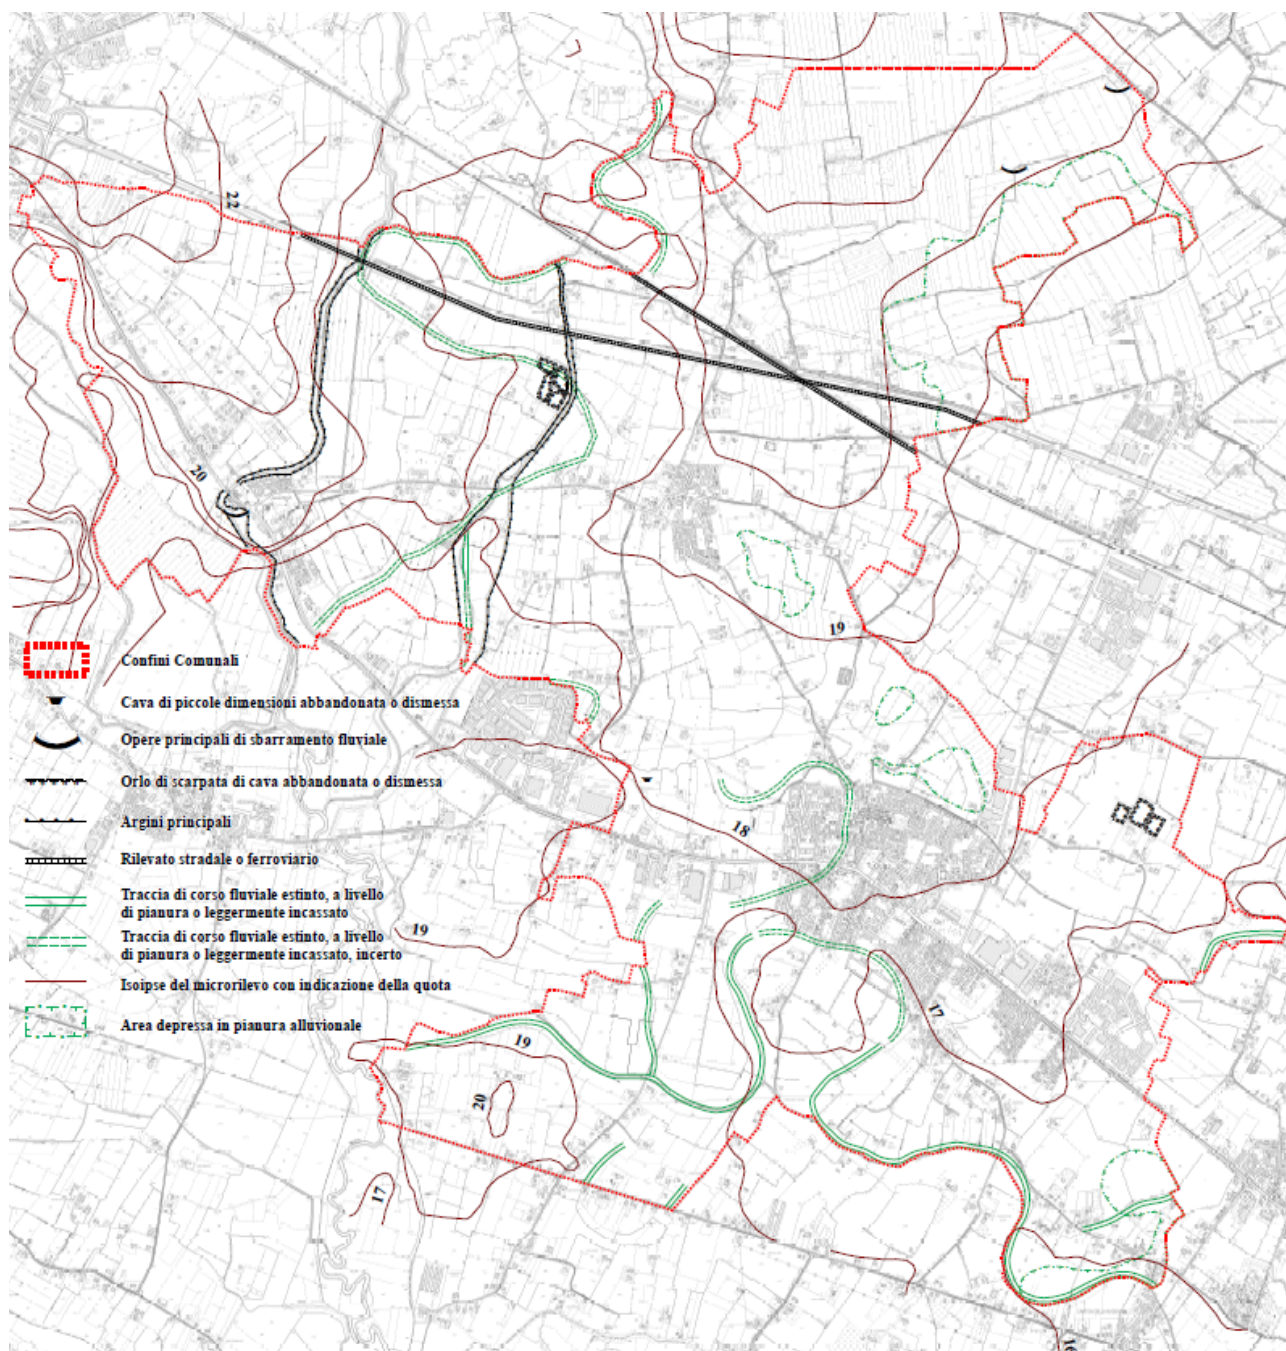 22
20
19
Confini Comunali
Cava di piccole dimensioni abbandonata o dismessa
Opere principali di sbarramento fluviale
Orlo di scarpata di cava abbandonata o dismessa
18
Argini principali
Rilevato stradale o ferroviario
Traccia di corso fluviale estinto, a livello
di pianura o leggermente incassato
19
Traccia di corso fluviale estinto, a livello
di pianura o leggermente incassato, incerto
Isoipse del microrilevo con indicazione della quota
17
Area depressa in pianura alluvionale
19
20
17
16